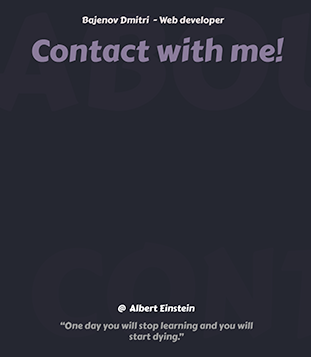 Bajenov Dmitri - Web developer
Contact with me!
ABOU
CONT
@ Albert Einstein
"One day you will stop learning and you will
start dying."